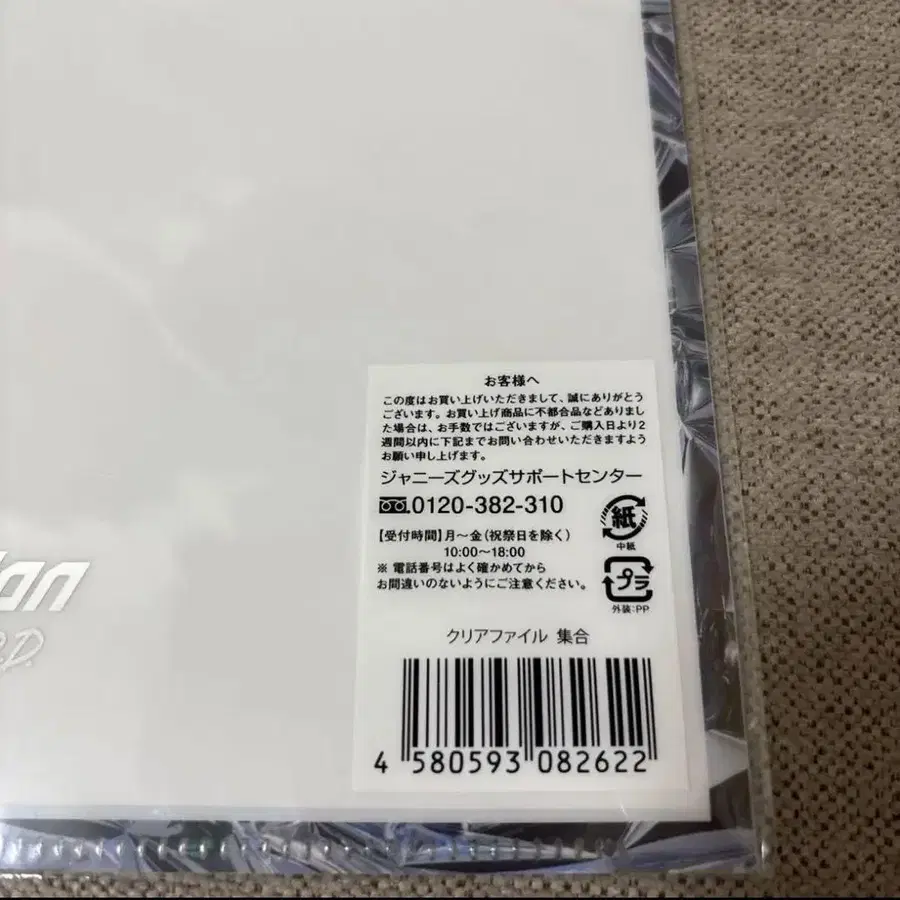 お客様へ
この度はお買い上げいただきまして、誠にありがとう
ございます。お買い上げ商品に不都合品などありまし
た場合は、お手数ではございますが、ご購入日より2
週間以内に下記までお問い合わせいただきますよう
お願い申し上げます。
ジャニーズグッズサポートセンター
0120-382-310
【受付時間】月～金(祝祭日を除く)
10:00～18:00
※ 電話番号はよく確かめてから
お間違いのないようにご注意ください。
紙
中紙
プラ
外装:PP
クリアファイル 集合
4 580593 082622